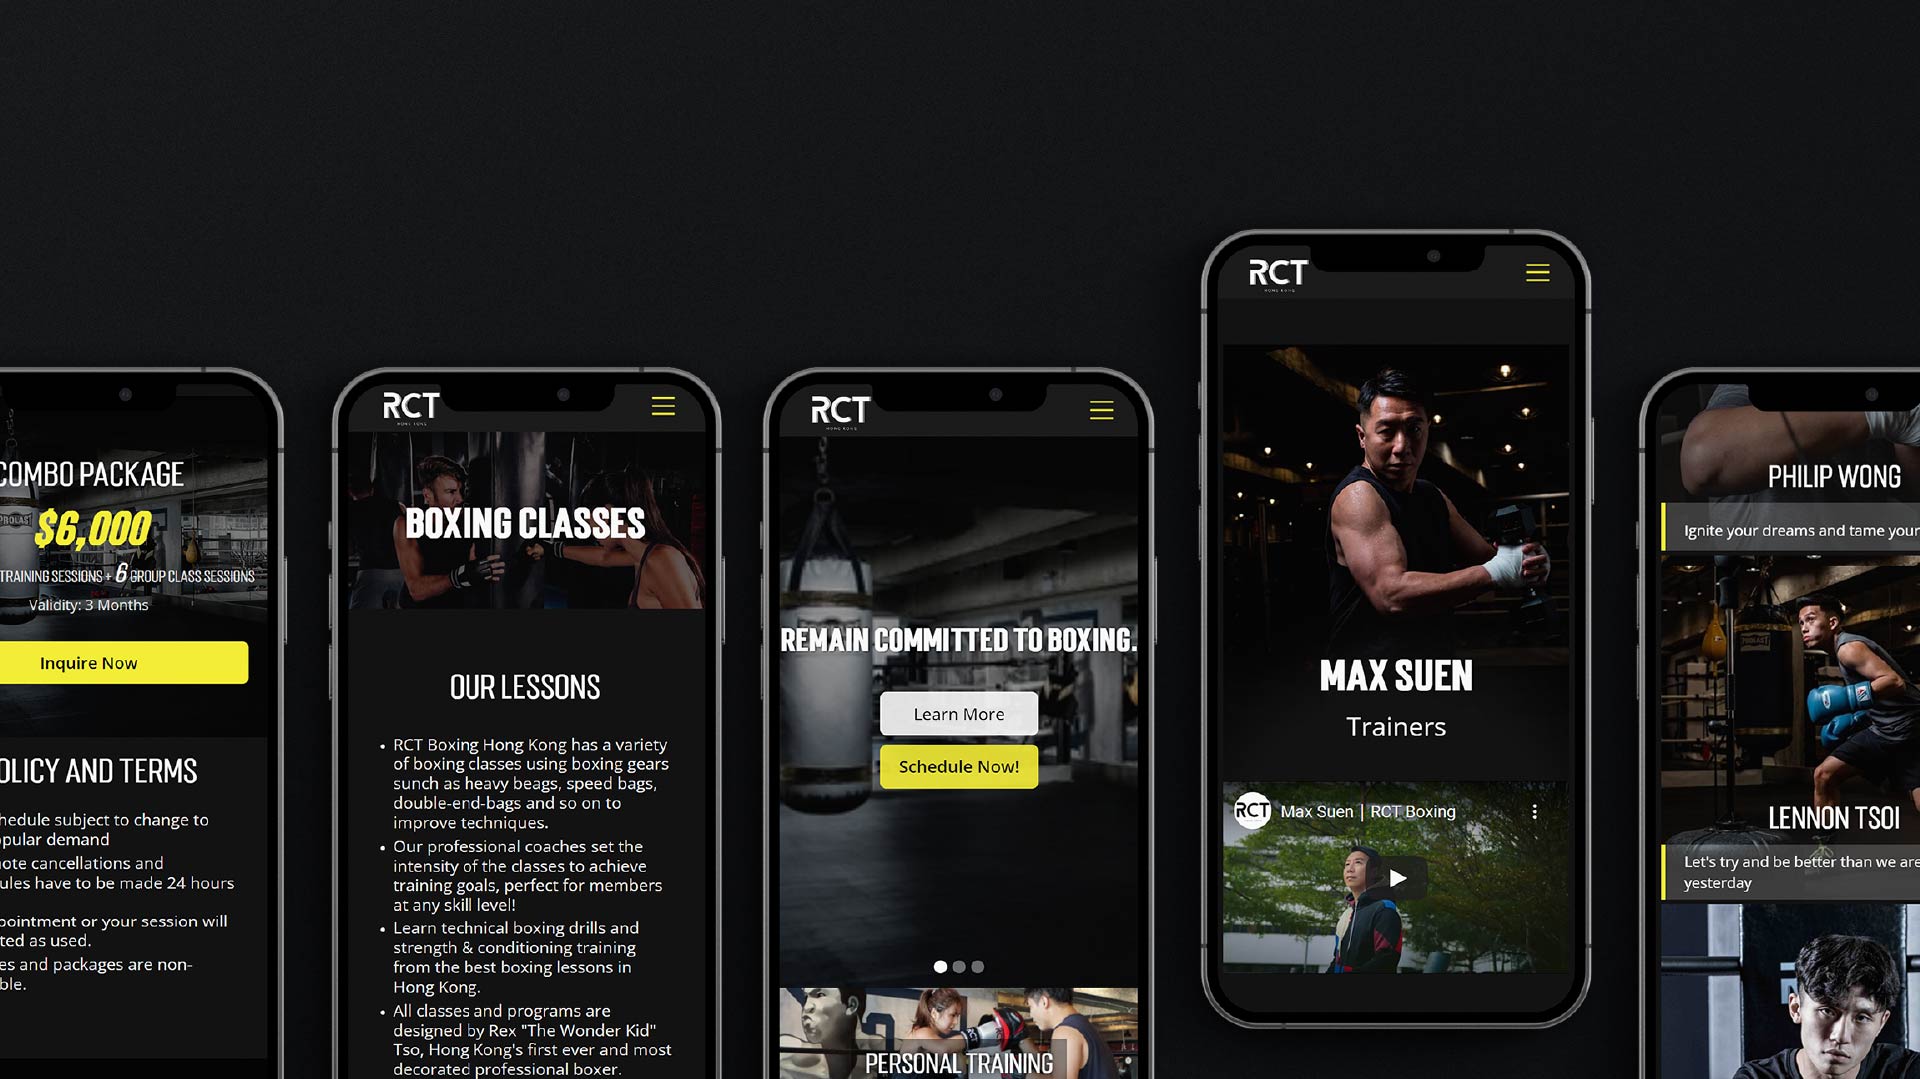 COMBO PACKAGE
$6,000
TRAINING SESSIONS + 6 GROUP CLASS SESSIONS
Validity: 3 Months
Inquire Now
OLICY AND TERMS
hedule subject to change to
opular demand
ote cancellations and
ules have to be made 24 hours
pointment or your session will
ted as used.
es and packages are non-
ble.
RCT
HONG KONG
BOXING CLASSES
OUR LESSONS
• RCT Boxing Hong Kong has a variety
of boxing classes using boxing gears
sunch as heavy beags, speed bags,
double-end-bags and so on to
improve techniques.
• Our professional coaches set the
intensity of the classes to achieve
training goals, perfect for members
at any skill level!
• Learn technical boxing drills and
strength & conditioning training
from the best boxing lessons in
Hong Kong.
• All classes and programs are
designed by Rex "The Wonder Kid"
Tso, Hong Kong's first ever and most
decorated professional boxer.
RCT
HONG KONG
REMAIN COMMITTED TO BOXING.
Learn More
Schedule Now!
PERSONAL TRAINING
RCT
HONG KONG
MAX SUEN
Trainers
RCT
Max Suen | RCT Boxing
PHILIP WONG
Ignite your dreams and tame your
PROLAST
LENNON TSOI
Let's try and be better than we are
yesterday